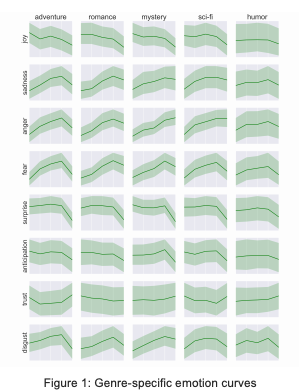 adventure romance mystery sci-fi humor
joy
sadness
anger
fear
surprise
anticipation
trust
disgust
Figure 1: Genre-specific emotion curves